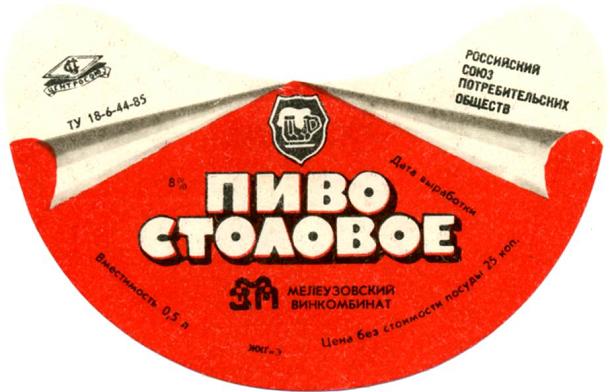 ЦЕНТРОСОЮЗ
ТУ 18-6-44-85
РОССИЙСКИЙ
СОЮЗ
ПОТРЕБИТЕЛЬСКИХ
ОБЩЕСТВ
8%
Дата выработки
ПИВО
СТОЛОВОЕ
МЕЛЕУЗОВСКИЙ
ВИНКОМБИНАТ
Вместимость 0,5 л
Цена без стоимости посуды 25 коп.